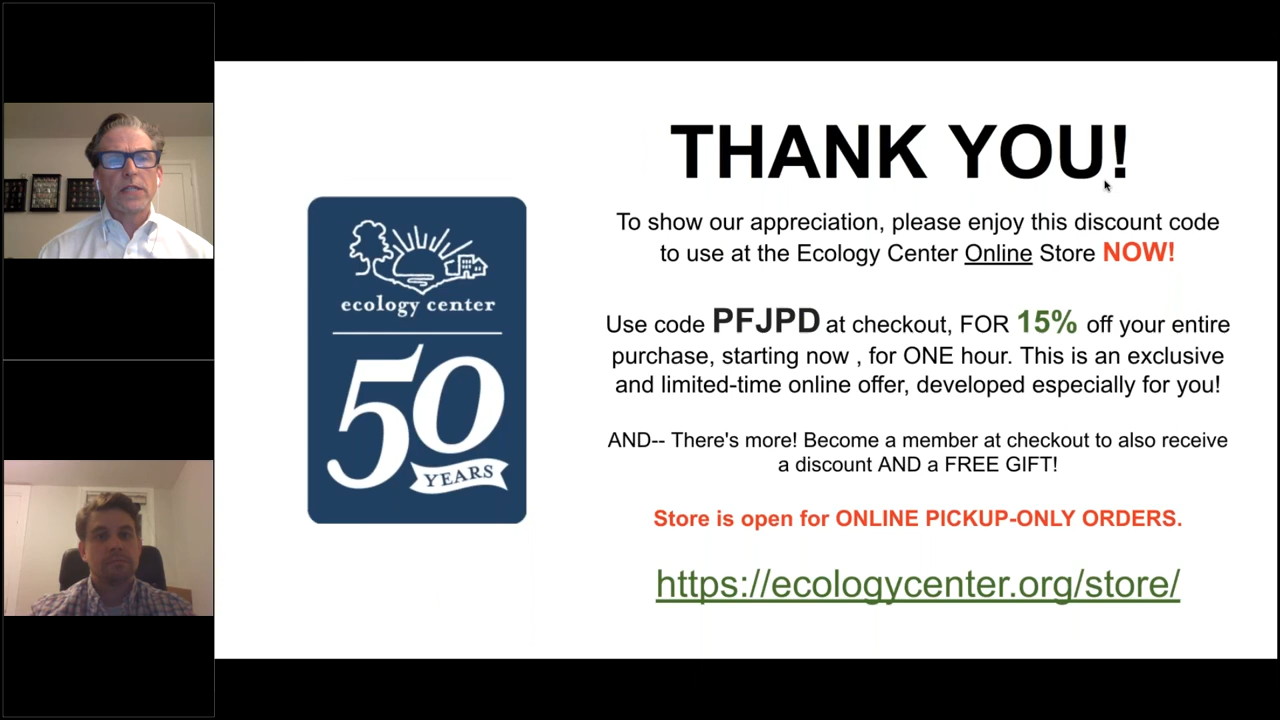 ecology center
50
YEARS
THANK YOU!
To show our appreciation, please enjoy this discount code
to use at the Ecology Center Online Store NOW!
Use code PFJPD at checkout, FOR 15% off your entire
purchase, starting now , for ONE hour. This is an exclusive
and limited-time online offer, developed especially for you!
AND-- There's more! Become a member at checkout to also receive
a discount AND a FREE GIFT!
Store is open for ONLINE PICKUP-ONLY ORDERS.
https://ecologycenter.org/store/